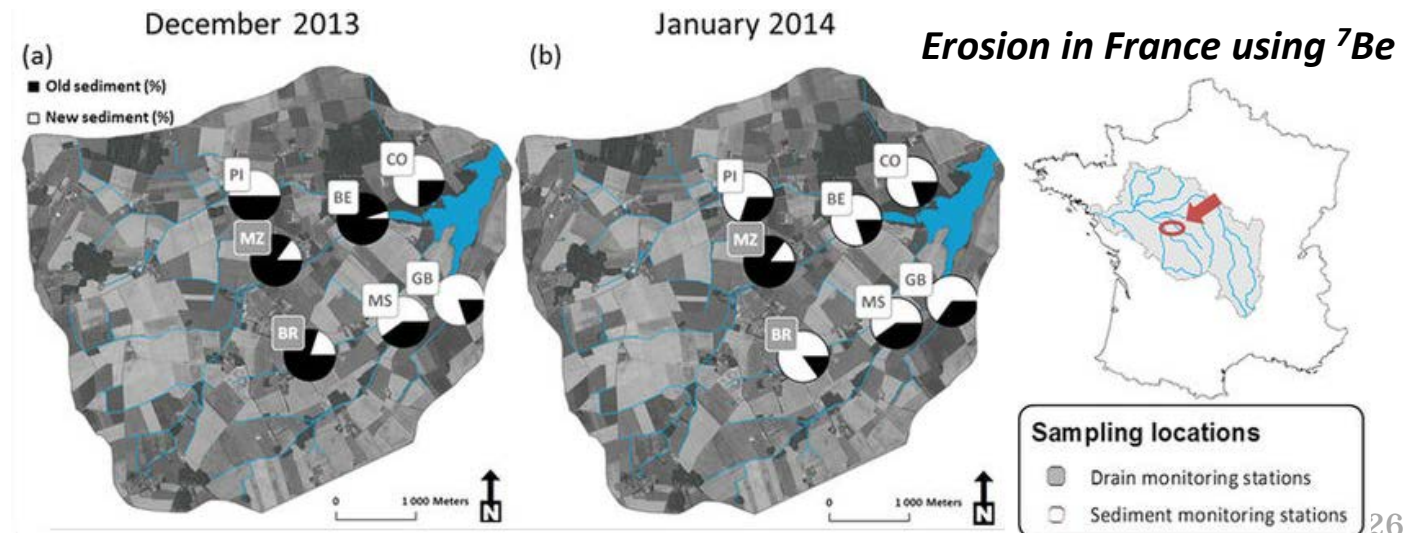 December 2013
January 2014
Erosion in France using ⁷Be
(a)
(b)
■ Old sediment (%)
□ New sediment (%)
PI
CO
BE
MZ
GB
MS
BR
0 1 000 Meters
N
PI
CO
BE
MZ
GB
MS
BR
0 1 000 Meters
N
Sampling locations
Drain monitoring stations
Sediment monitoring stations
26